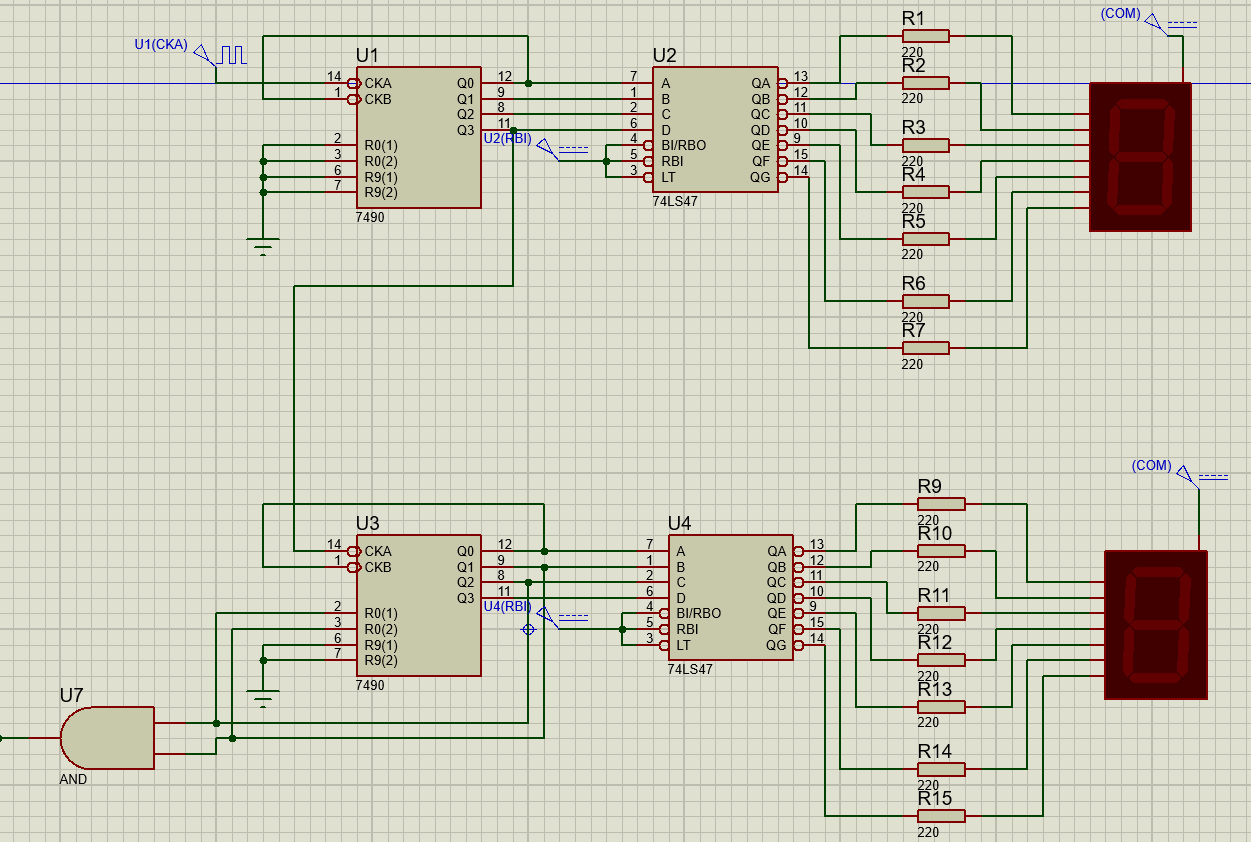 U1(CKA)
U1
14 CKA Q0 12
1 CKB Q1 9
Q2 8
Q3 11
2 R0(1)
3 R0(2)
6 R9(1)
7 R9(2)
7490
U2(RBI)
U2
7 A QA 13
1 B QB 12
2 C QC 11
6 D QD 10
4 BI/RBO QE 9
5 RBI QF 15
3 LT QG 14
74LS47
R1
220
R2
220
R3
220
R4
220
R5
220
R6
220
R7
220
(COM)
U3
14 CKA Q0 12
1 CKB Q1 9
Q2 8
Q3 11
2 R0(1)
3 R0(2)
6 R9(1)
7 R9(2)
7490
U4(RBI)
U4
7 A QA 13
1 B QB 12
2 C QC 11
6 D QD 10
4 BI/RBO QE 9
5 RBI QF 15
3 LT QG 14
74LS47
R9
220
R10
220
R11
220
R12
220
R13
220
R14
220
R15
220
(COM)
U7
AND